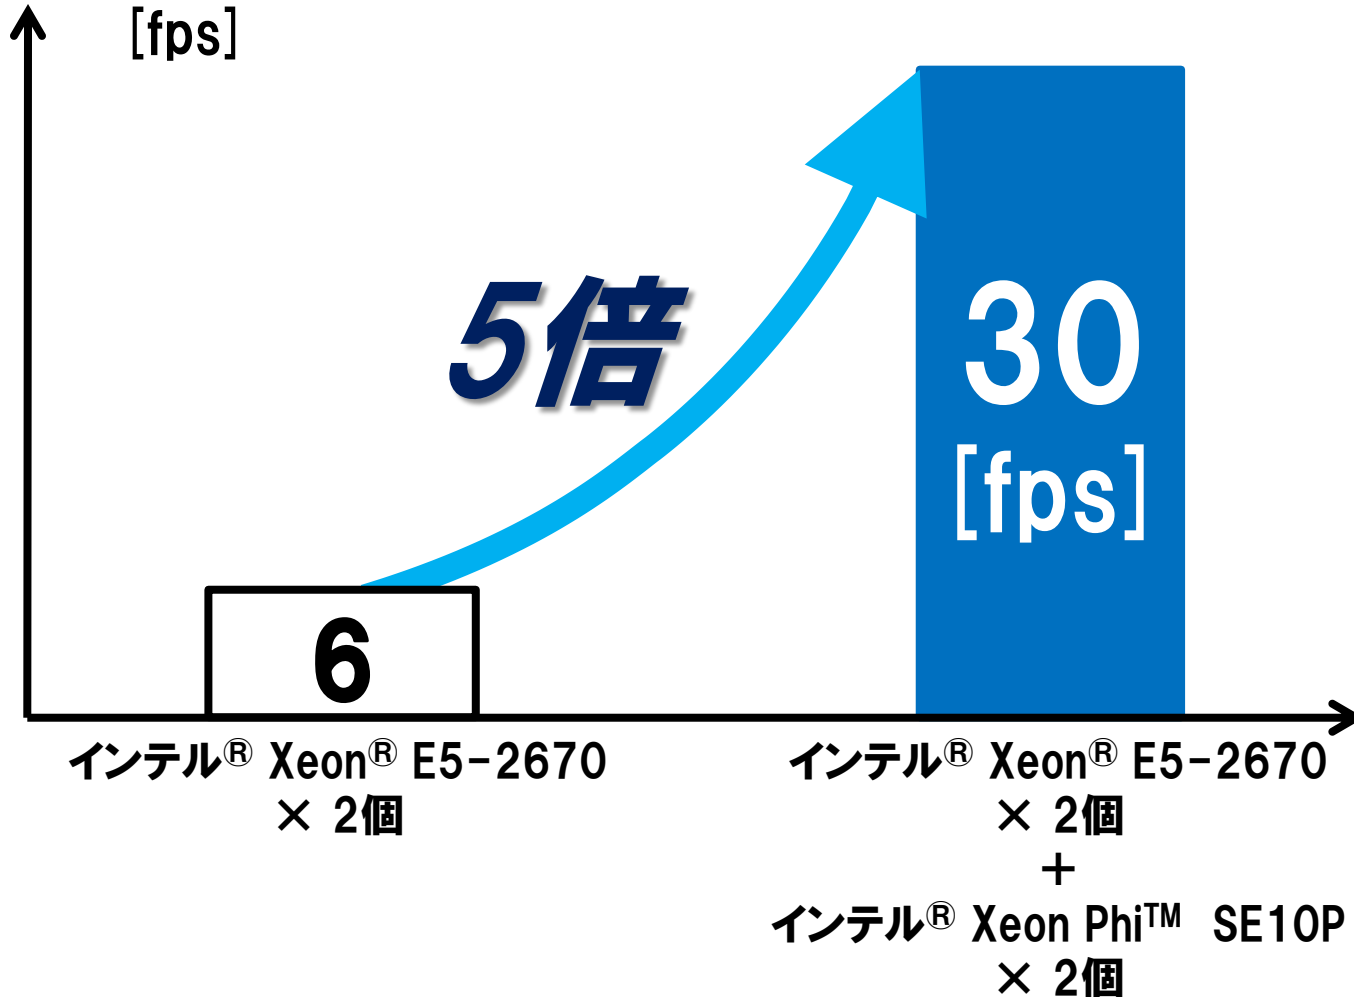 [fps]
5倍
30
[fps]
6
インテル® Xeon® E5-2670
× 2個
インテル® Xeon® E5-2670
× 2個
+
インテル® Xeon Phi™ SE10P
× 2個